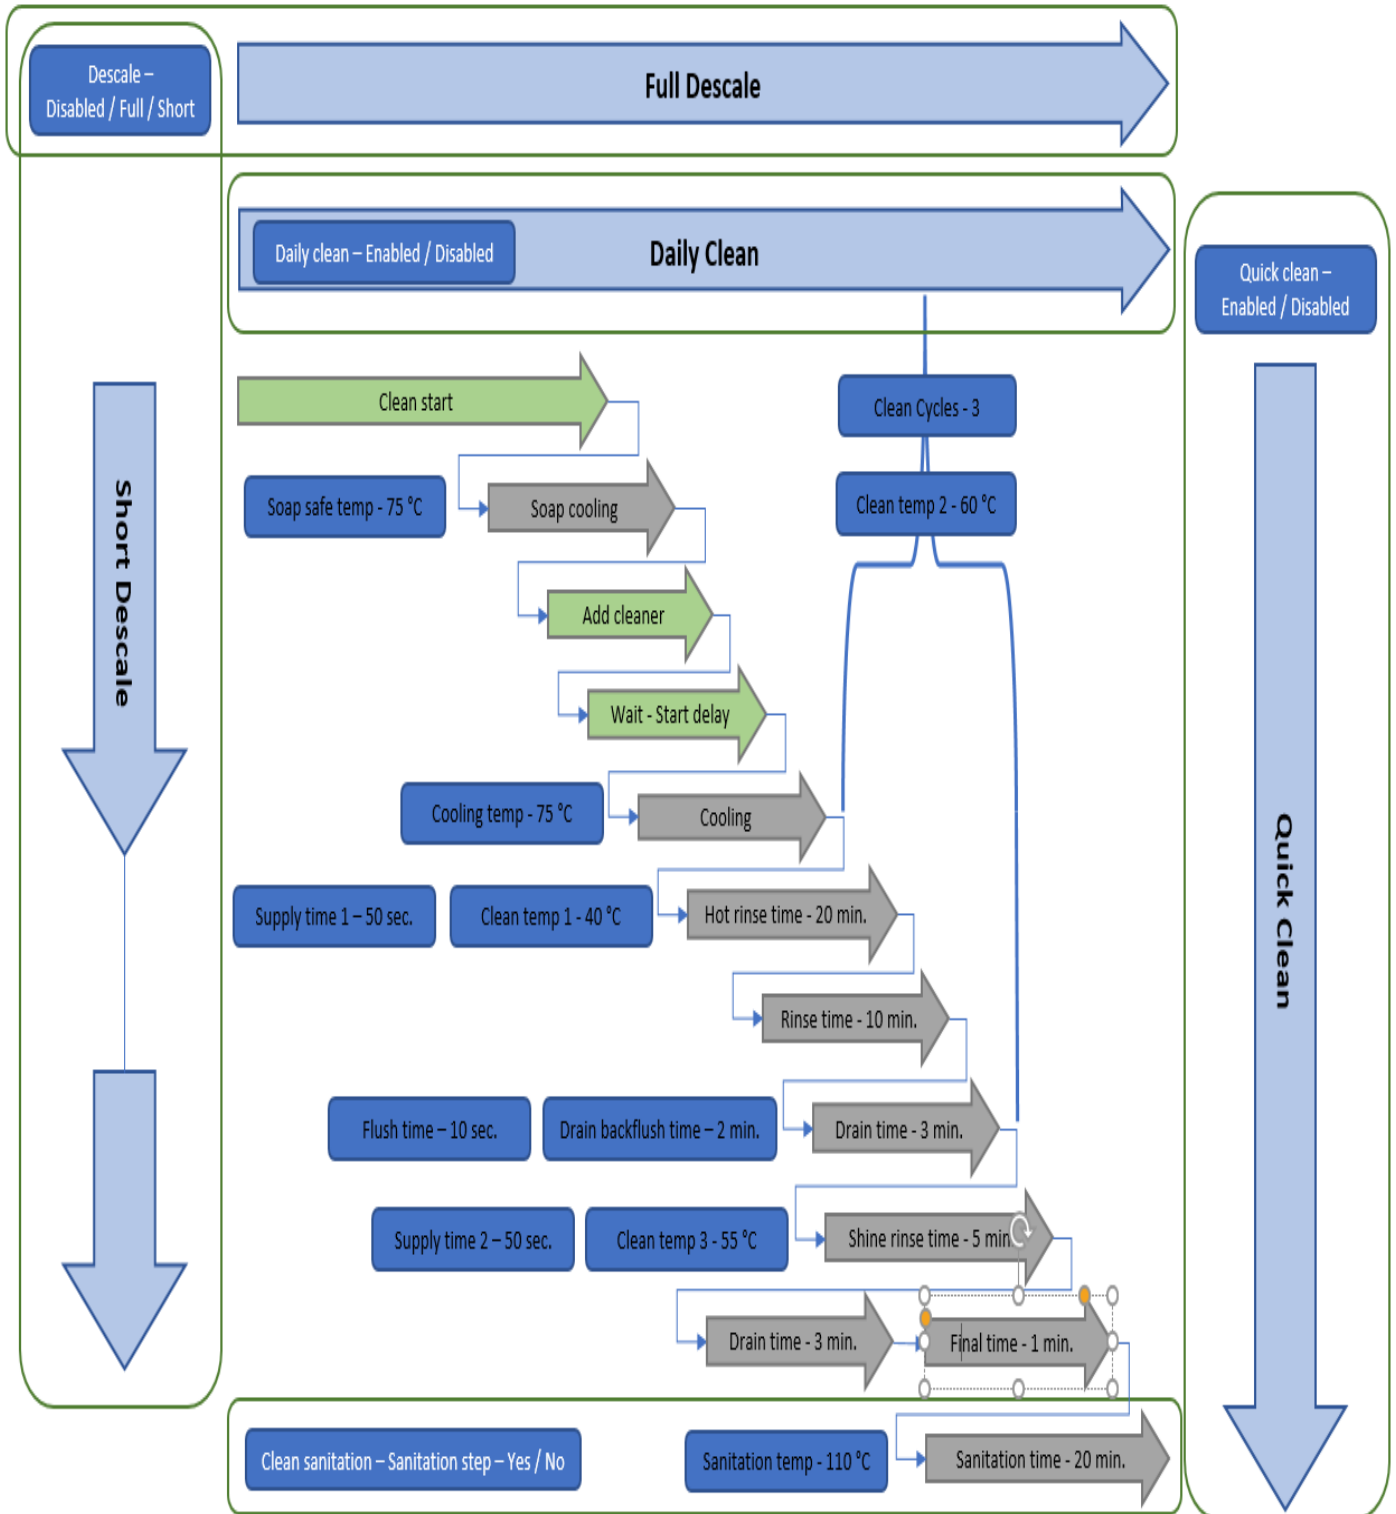 Descale –
Disabled / Full / Short
Full Descale
Daily clean – Enabled / Disabled
Daily Clean
Quick clean –
Enabled / Disabled
Clean start
Clean Cycles - 3
Soap safe temp - 75 °C
Soap cooling
Clean temp 2 - 60 °C
Short Descale
Add cleaner
Wait - Start delay
Cooling temp - 75 °C
Cooling
Quick Clean
Supply time 1 – 50 sec.
Clean temp 1 - 40 °C
Hot rinse time - 20 min.
Rinse time - 10 min.
Flush time – 10 sec.
Drain backflush time – 2 min.
Drain time - 3 min.
Supply time 2 – 50 sec.
Clean temp 3 - 55 °C
Shine rinse time - 5 min
Drain time - 3 min.
Final time - 1 min.
Clean sanitation – Sanitation step – Yes / No
Sanitation temp - 110 °C
Sanitation time - 20 min.